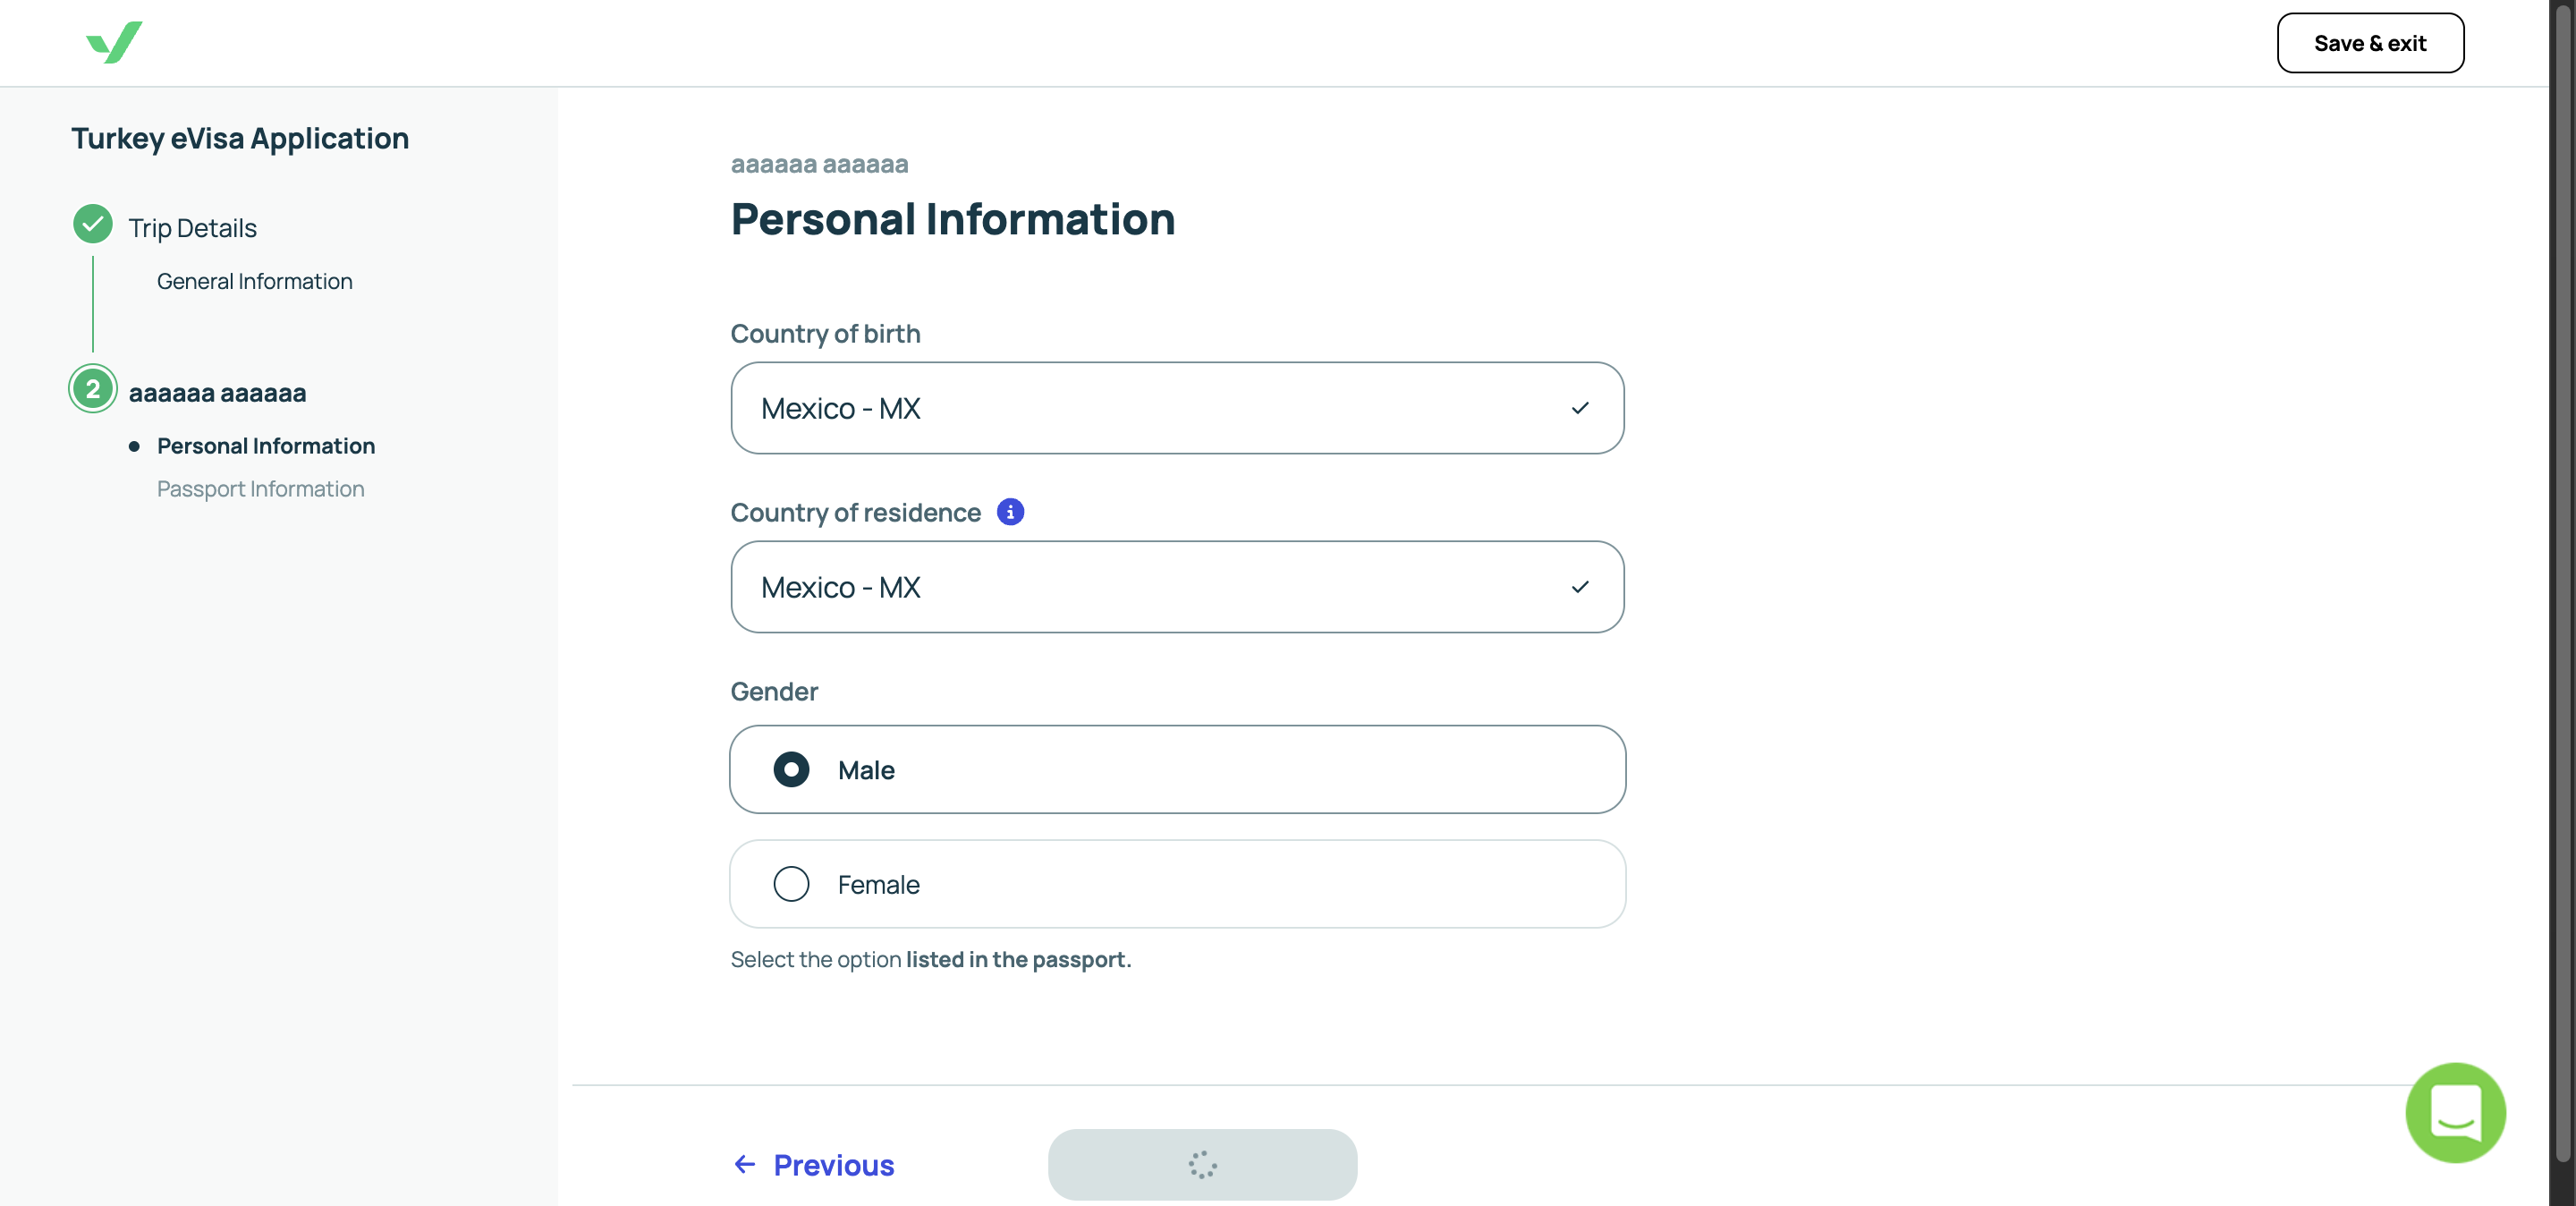 Save & exit
Turkey eVisa Application
Trip Details
General Information
2
aaaaaa aaaaaa
Personal Information
Passport Information
aaaaaa aaaaaa
Personal Information
Country of birth
Mexico - MX
Country of residence i
Mexico - MX
Gender
Male
Female
Select the option listed in the passport.
Previous